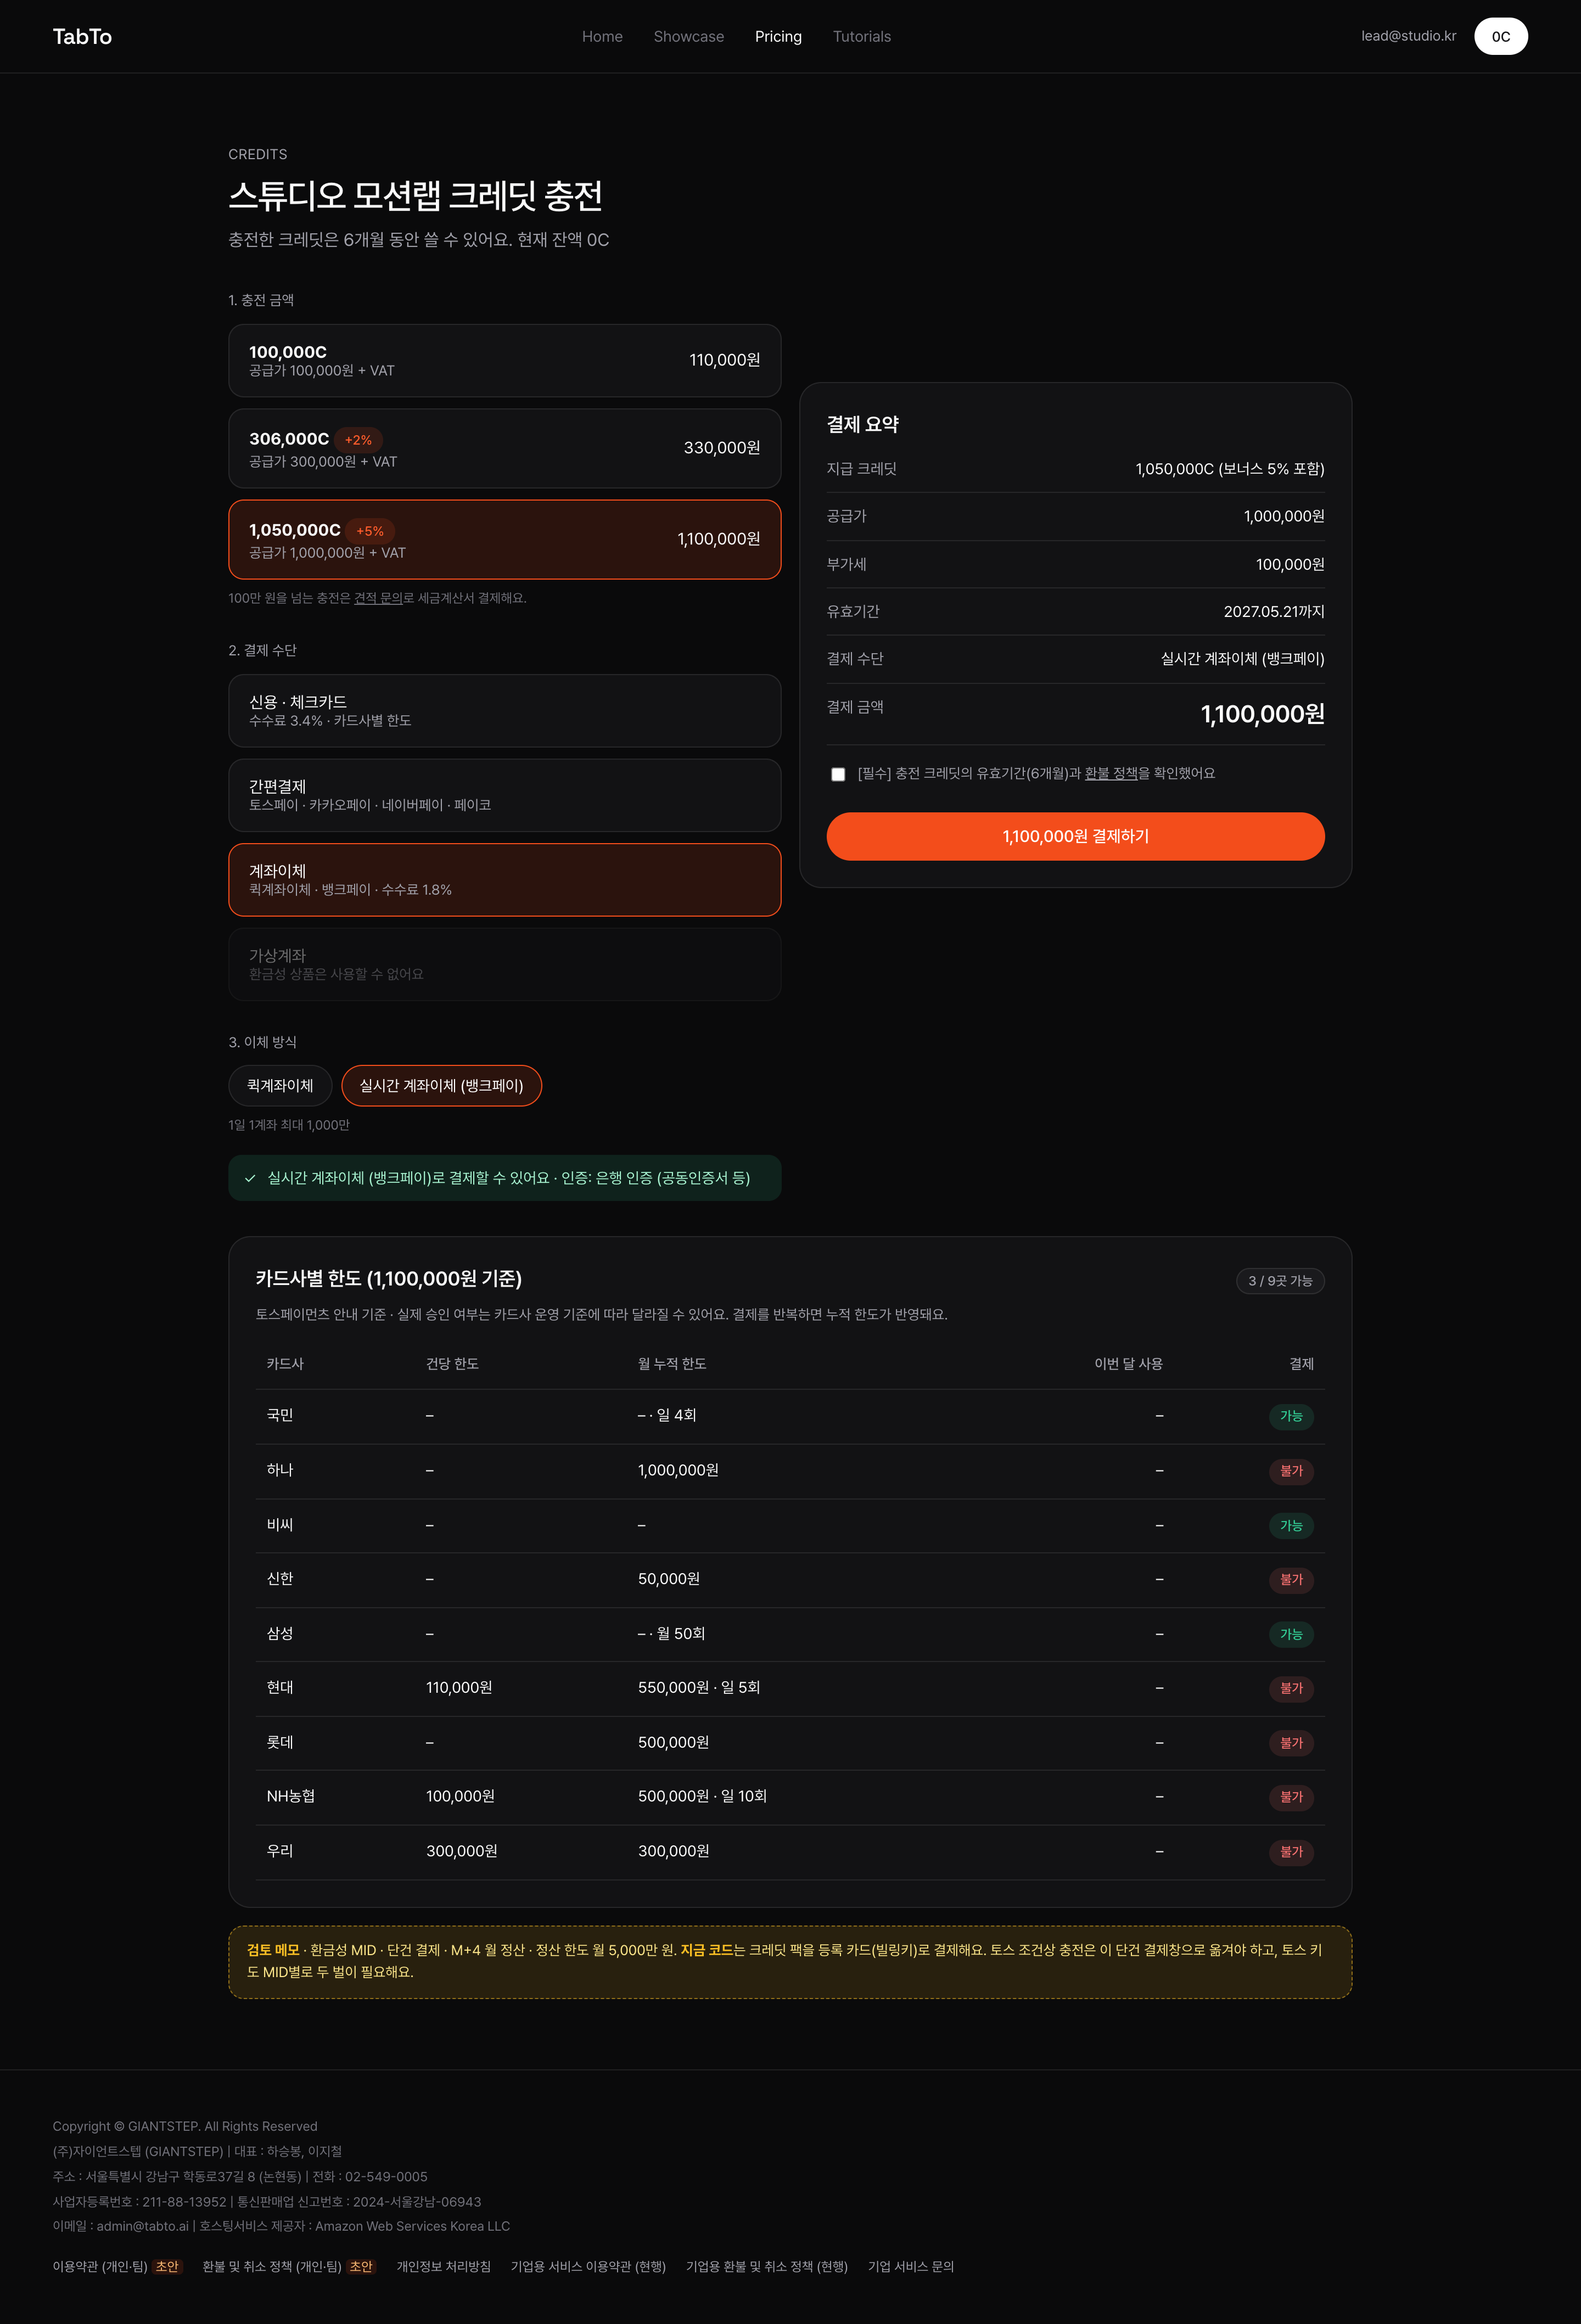 TabTo
Home
Showcase
Pricing
Tutorials
lead@studio.kr
0C
CREDITS
스튜디오 모션랩 크레딧 충전
충전한 크레딧은 6개월 동안 쓸 수 있어요. 현재 잔액 0C
1. 충전 금액
100,000C
공급가 100,000원 + VAT
110,000원
306,000C +2%
공급가 300,000원 + VAT
330,000원
1,050,000C +5%
공급가 1,000,000원 + VAT
1,100,000원
100만 원을 넘는 충전은 견적 문의로 세금계산서 결제해요.
2. 결제 수단
신용 · 체크카드
수수료 3.4% · 카드사별 한도
간편결제
토스페이 · 카카오페이 · 네이버페이 · 페이코
계좌이체
퀵계좌이체 · 뱅크페이 · 수수료 1.8%
가상계좌
환금성 상품은 사용할 수 없어요
3. 이체 방식
퀵계좌이체
실시간 계좌이체 (뱅크페이)
1일 1계좌 최대 1,000만
✓ 실시간 계좌이체 (뱅크페이)로 결제할 수 있어요 · 인증: 은행 인증 (공동인증서 등)
결제 요약
지급 크레딧 1,050,000C (보너스 5% 포함)
공급가 1,000,000원
부가세 100,000원
유효기간 2027.05.21까지
결제 수단 실시간 계좌이체 (뱅크페이)
결제 금액 1,100,000원
[필수] 충전 크레딧의 유효기간(6개월)과 환불 정책을 확인했어요
1,100,000원 결제하기
카드사별 한도 (1,100,000원 기준)
3 / 9곳 가능
토스페이먼츠 안내 기준 · 실제 승인 여부는 카드사 운영 기준에 따라 달라질 수 있어요. 결제를 반복하면 누적 한도가 반영돼요.
카드사 건당 한도 월 누적 한도 이번 달 사용 결제
국민 – – · 일 4회 – 가능
하나 – 1,000,000원 – 불가
비씨 – – – 가능
신한 – 50,000원 – 불가
삼성 – – · 월 50회 – 가능
현대 110,000원 550,000원 · 일 5회 – 불가
롯데 – 500,000원 – 불가
NH농협 100,000원 500,000원 · 일 10회 – 불가
우리 300,000원 300,000원 – 불가
검토 메모 · 환금성 MID · 단건 결제 · M+4 월 정산 · 정산 한도 월 5,000만 원. 지금 코드는 크레딧 팩을 등록 카드(빌링키)로 결제해요. 토스 조건상 충전은 이 단건 결제창으로 옮겨야 하고, 토스 키
도 MID별로 두 벌이 필요해요.
Copyright © GIANTSTEP. All Rights Reserved
(주)자이언트스텝 (GIANTSTEP) | 대표 : 하승봉, 이지철
주소 : 서울특별시 강남구 학동로37길 8 (논현동) | 전화 : 02-549-0005
사업자등록번호 : 211-88-13952 | 통신판매업 신고번호 : 2024-서울강남-06943
이메일 : admin@tabto.ai | 호스팅서비스 제공자 : Amazon Web Services Korea LLC
이용약관 (개인·팀) 초안 환불 및 취소 정책 (개인·팀) 초안 개인정보 처리방침 기업용 서비스 이용약관 (현행) 기업용 환불 및 취소 정책 (현행) 기업 서비스 문의